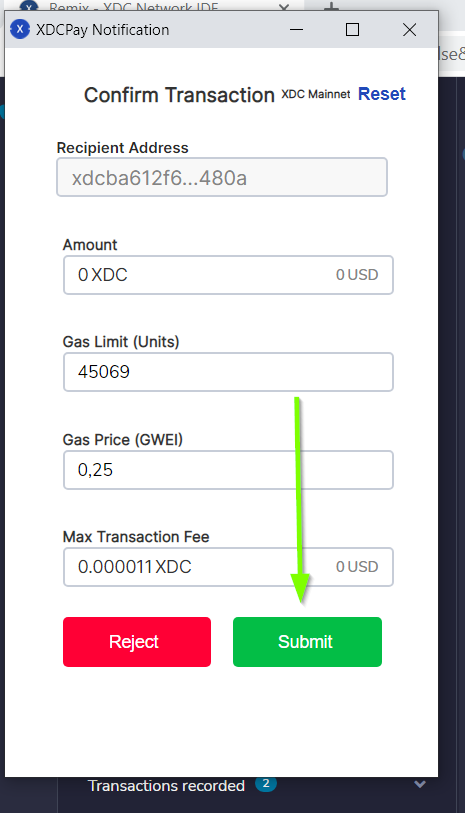 Remix - XDC Network IDE
XDCPay Notification
lse&
Confirm Transaction XDC Mainnet Reset
Recipient Address
xdcba612f6...480a
Amount
0 XDC 0 USD
Gas Limit (Units)
45069
Gas Price (GWEI)
0,25
Max Transaction Fee
0.000011 XDC 0 USD
Reject Submit
Transactions recorded 2